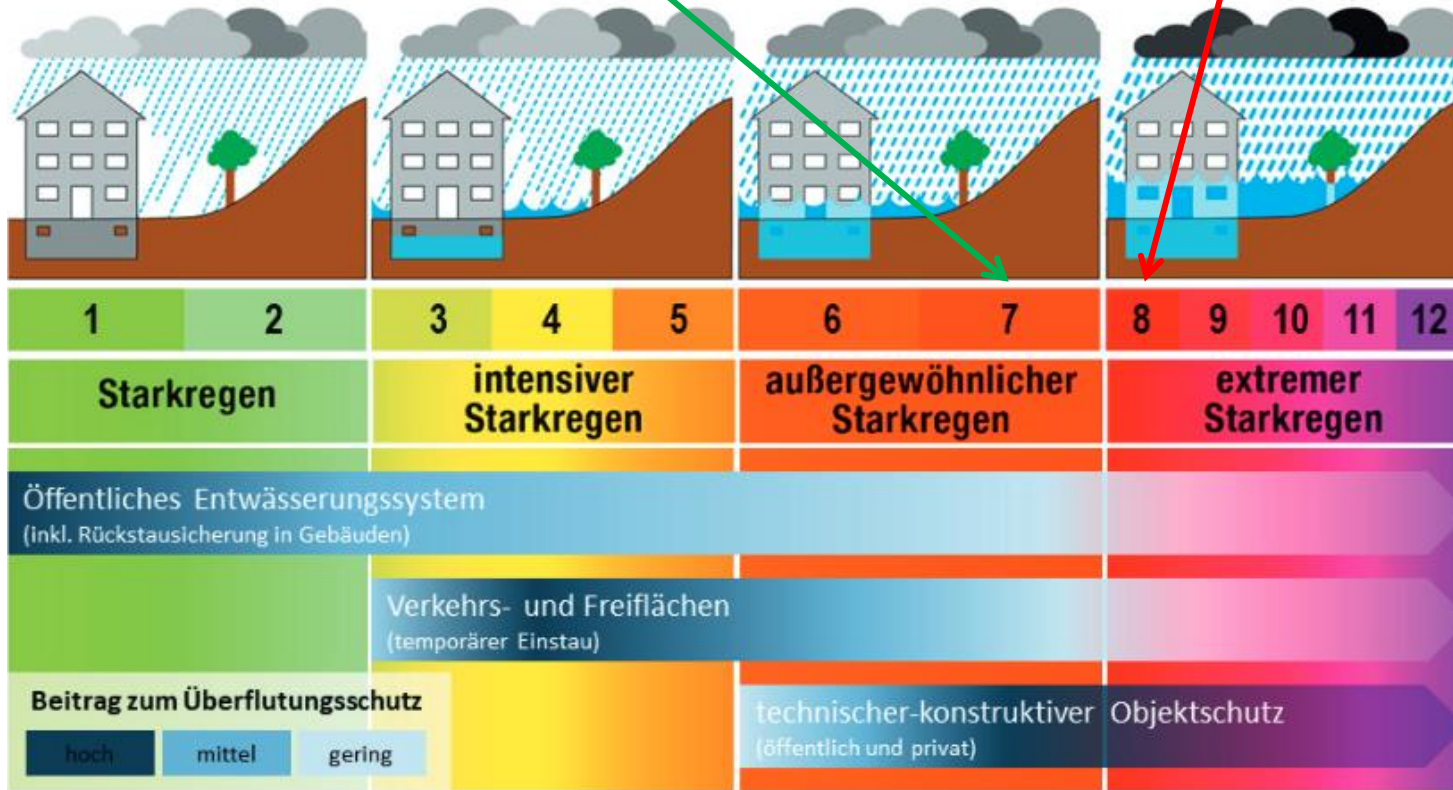 1 2 3 4 5 6 7 8 9 10 11 12
Starkregen
intensiver
Starkregen
außergewöhnlicher
Starkregen
extremer
Starkregen
Öffentliches Entwässerungssystem
(inkl. Rückstausicherung in Gebäuden)
Verkehrs- und Freiflächen
(temporärer Einstau)
technischer-konstruktiver Objektschutz
(öffentlich und privat)
Beitrag zum Überflutungsschutz
hoch mittel gering